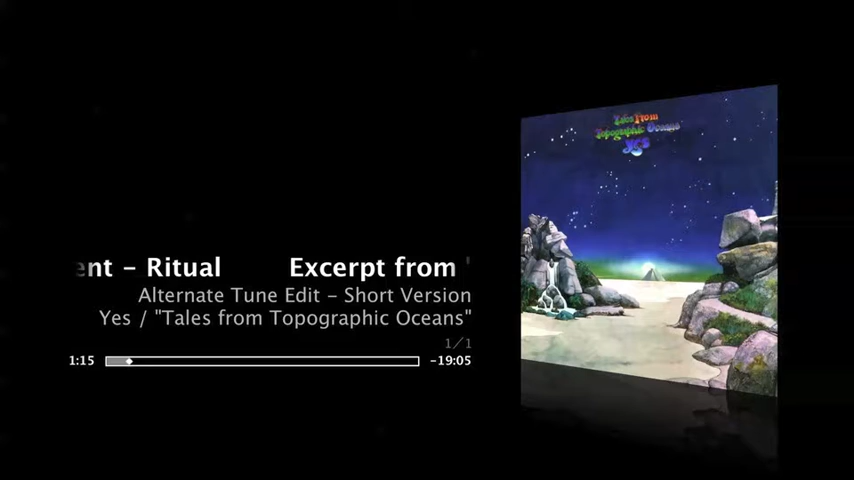 ent – Ritual Excerpt from '
Alternate Tune Edit – Short Version
Yes / "Tales from Topographic Oceans"
1/1
1:15
-19:05
Tales From
Topographic Oceans
yes